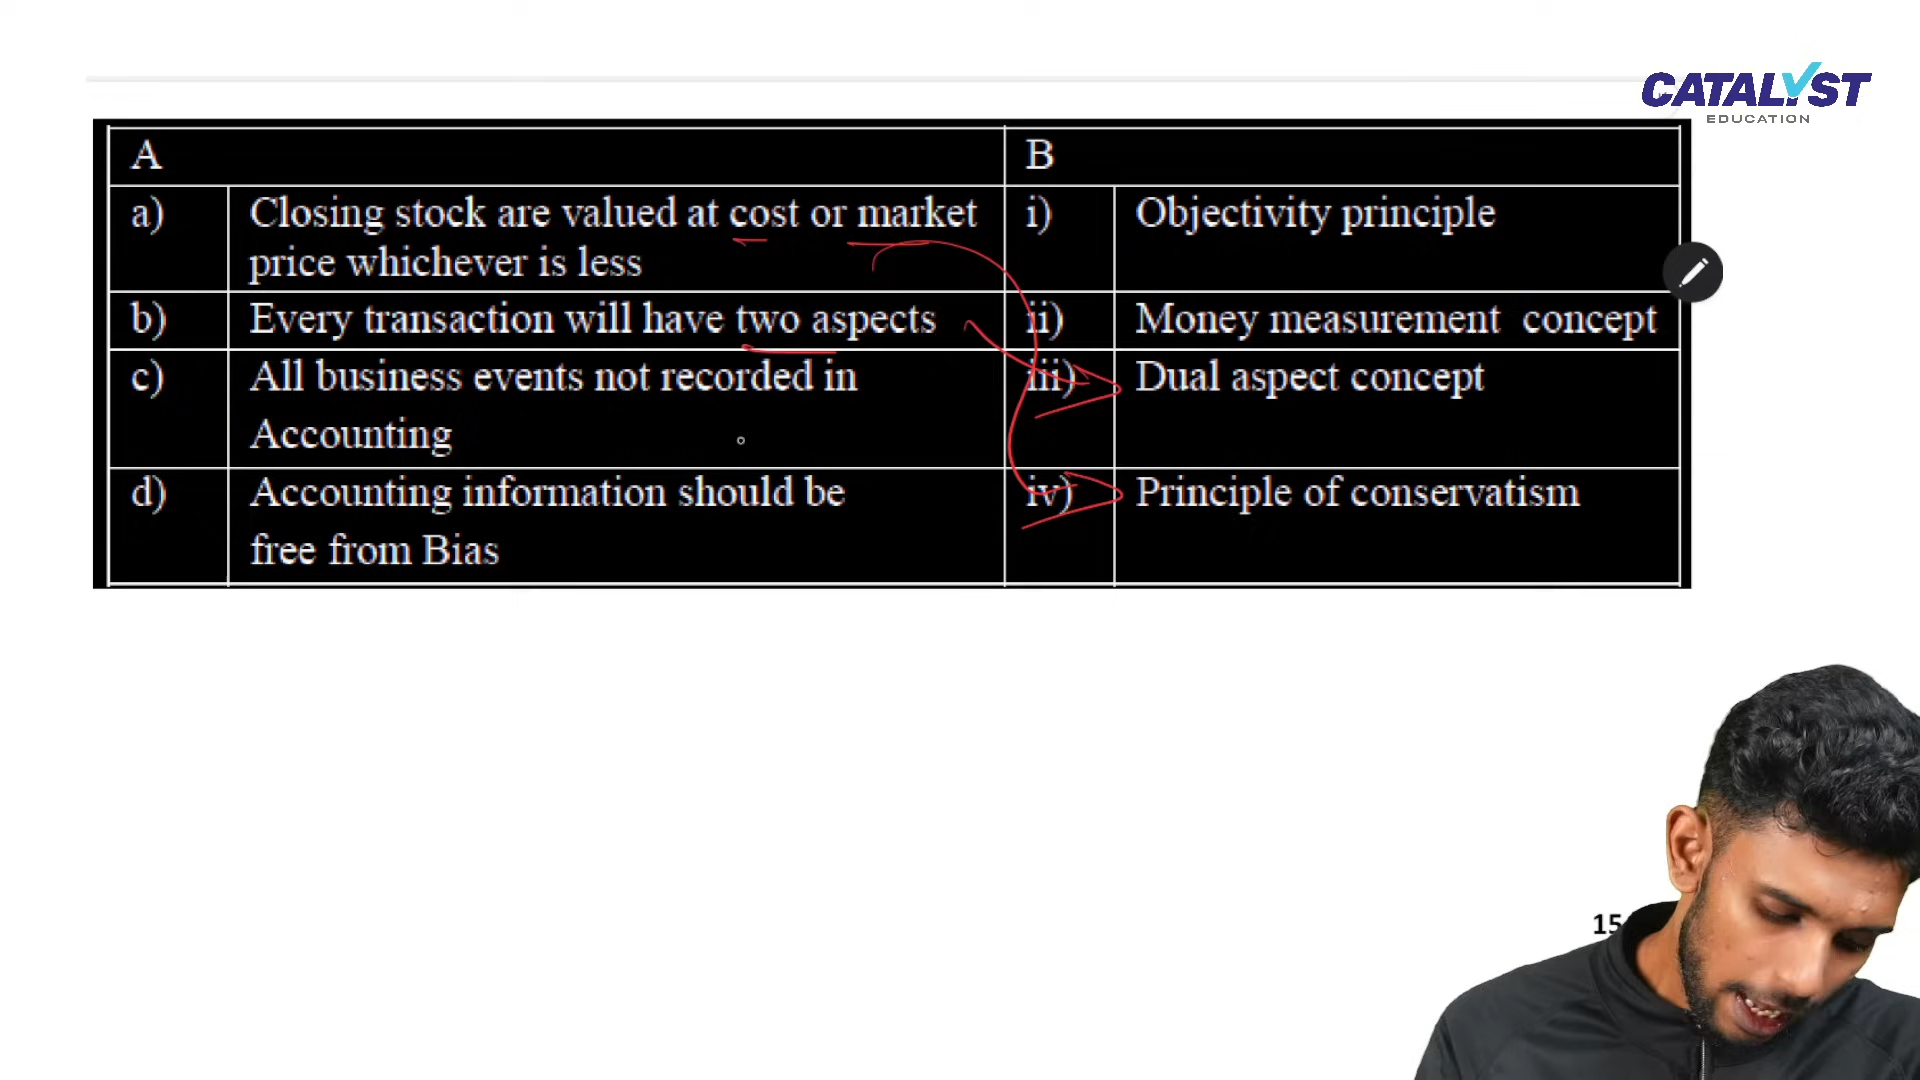 CATALYST
EDUCATION
A B
a) Closing stock are valued at cost or market i) Objectivity principle
price whichever is less
b) Every transaction will have two aspects ii) Money measurement concept
c) All business events not recorded in iii) Dual aspect concept
Accounting
d) Accounting information should be iv) Principle of conservatism
free from Bias
15